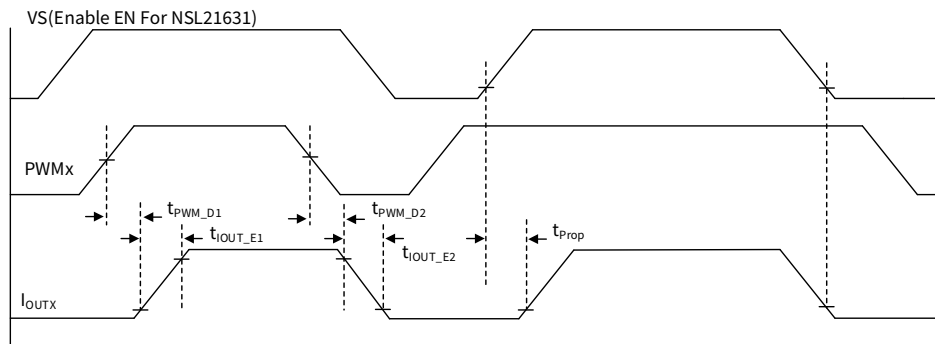 VS(Enable EN For NSL21631)
PWMx
tPWM_D1
tPWM_D2
tIOUT_E1
tIOUT_E2
tProp
IOUTX